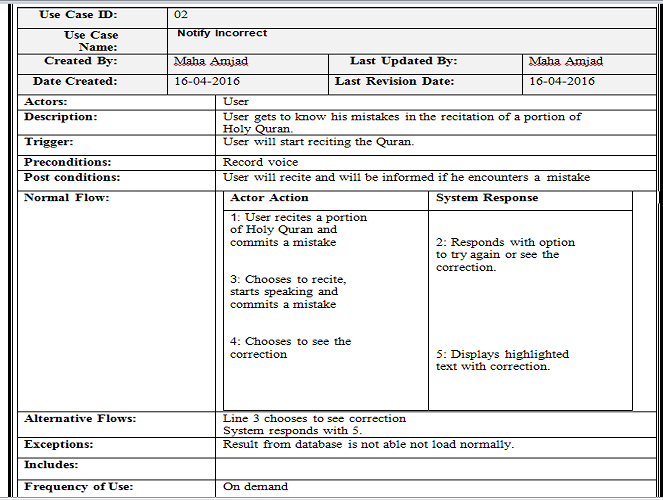 Use Case ID: 02
Use Case Name: Notify Incorrect
Created By: Maha Amjad Last Updated By: Maha Amjad
Date Created: 16-04-2016 Last Revision Date: 16-04-2016
Actors: User
Description: User gets to know his mistakes in the recitation of a portion of
Holy Quran.
Trigger: User will start reciting the Quran.
Preconditions: Record voice
Post conditions: User will recite and will be informed if he encounters a mistake
Normal Flow: Actor Action System Response
1: User recites a portion
of Holy Quran and
commits a mistake
2: Responds with option
to try again or see the
correction.
3: Chooses to recite,
starts speaking and
commits a mistake
4: Chooses to see the
correction
5: Displays highlighted
text with correction.
Alternative Flows: Line 3 chooses to see correction
System responds with 5.
Exceptions: Result from database is not able not load normally.
Includes:
Frequency of Use: On demand